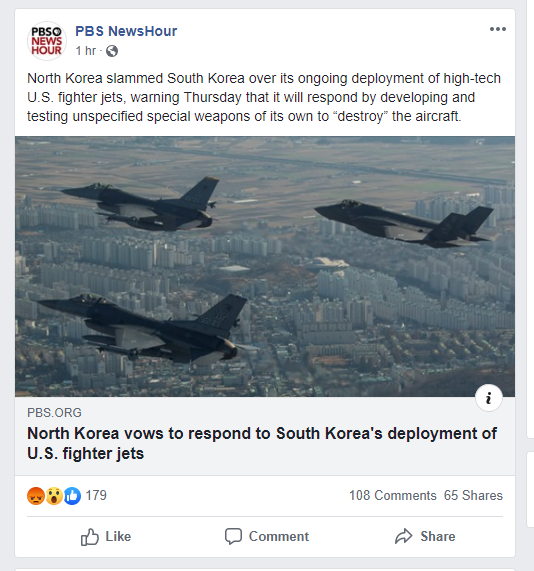 PBS
NEWS
HOUR
PBS NewsHour
1 hr ·
North Korea slammed South Korea over its ongoing deployment of high-tech
U.S. fighter jets, warning Thursday that it will respond by developing and
testing unspecified special weapons of its own to “destroy” the aircraft.
i
PBS.ORG
North Korea vows to respond to South Korea's deployment of
U.S. fighter jets
179
108 Comments 65 Shares
Like Comment Share